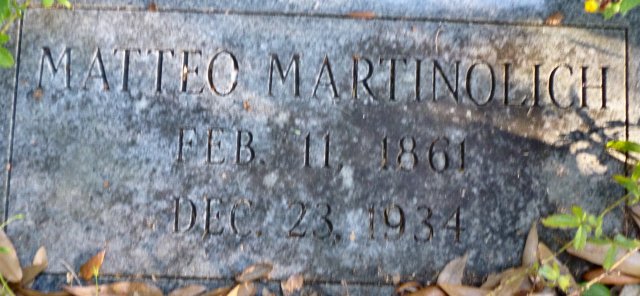 MATTEO MARTINOLICH
FEB. 11, 1861
DEC. 23, 1934